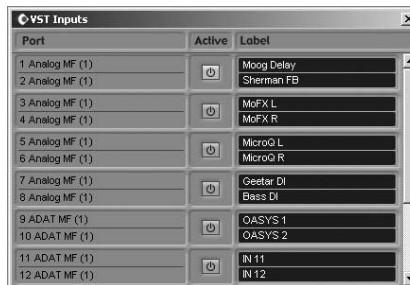 VST Inputs
Port Active Label
1 Analog MF (1) Moog Delay
2 Analog MF (1) Sherman FB
3 Analog MF (1) MoFX L
4 Analog MF (1) MoFX R
5 Analog MF (1) MicroQ L
6 Analog MF (1) MicroQ R
7 Analog MF (1) Geetar DI
8 Analog MF (1) Bass DI
9 ADAT MF (1) OASYS 1
10 ADAT MF (1) OASYS 2
11 ADAT MF (1) IN 11
12 ADAT MF (1) IN 12